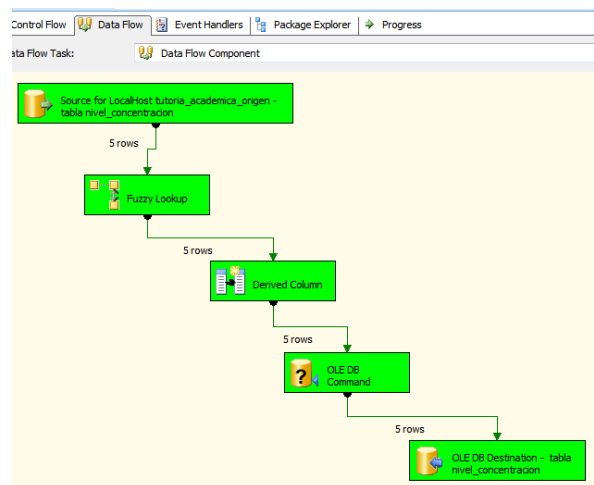 Control Flow Data Flow Event Handlers Package Explorer Progress
ata Flow Task: Data Flow Component
Source for LocalHost tutoria_academica_origen -
tabla nivel_concentracion
5 rows
Fuzzy Lookup
5 rows
Derived Column
5 rows
OLE DB
Command
5 rows
OLE DB Destination - tabla
nivel_concentracion